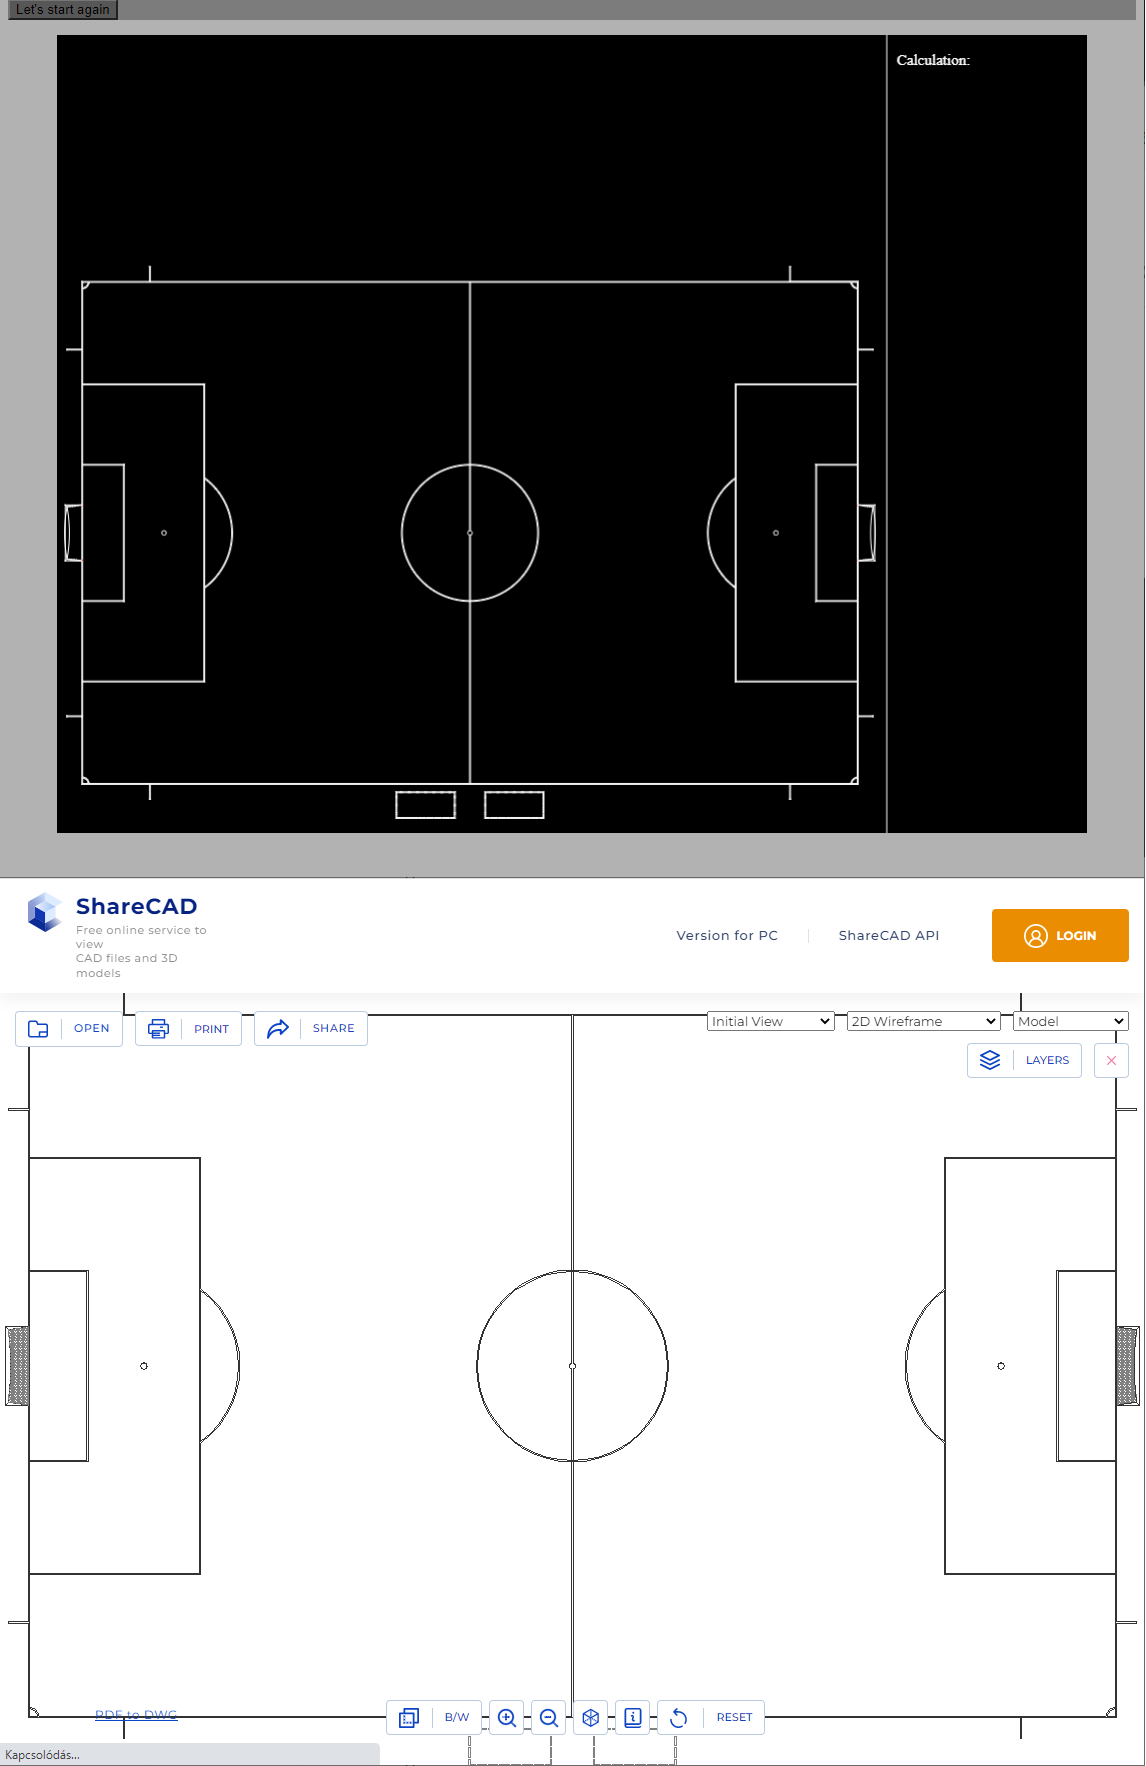 Let's start again
Calculation:
ShareCAD
Free online service to
view
CAD files and 3D
models
Version for PC
ShareCAD API
LOGIN
OPEN
PRINT
SHARE
Initial View
2D Wireframe
Model
LAYERS
PDF to DWG
B/W
RESET
Kapcsolódás...